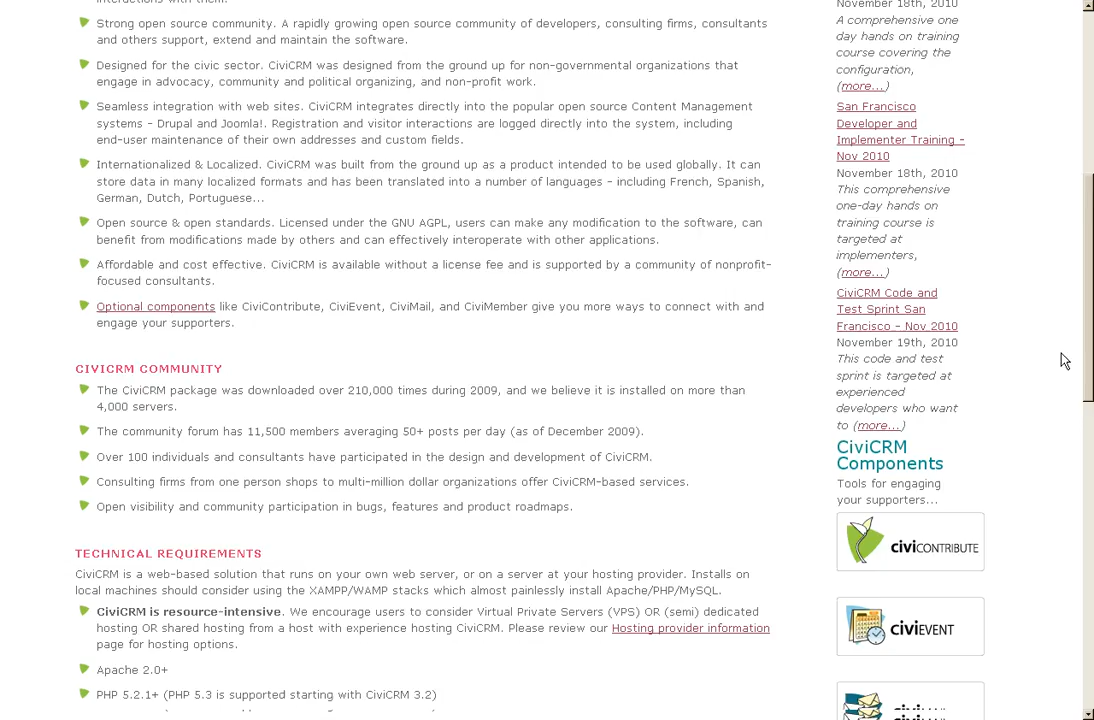 interactions with them.
Strong open source community. A rapidly growing open source community of developers, consulting firms, consultants
and others support, extend and maintain the software.
Designed for the civic sector. CiviCRM was designed from the ground up for non-governmental organizations that
engage in advocacy, community and political organizing, and non-profit work.
Seamless integration with web sites. CiviCRM integrates directly into the popular open source Content Management
systems - Drupal and Joomla!. Registration and visitor interactions are logged directly into the system, including
end-user maintenance of their own addresses and custom fields.
Internationalized & Localized. CiviCRM was built from the ground up as a product intended to be used globally. It can
store data in many localized formats and has been translated into a number of languages - including French, Spanish,
German, Dutch, Portuguese...
Open source & open standards. Licensed under the GNU AGPL, users can make any modification to the software, can
benefit from modifications made by others and can effectively interoperate with other applications.
Affordable and cost effective. CiviCRM is available without a license fee and is supported by a community of nonprofit-
focused consultants.
Optional components like CiviContribute, CiviEvent, CiviMail, and CiviMember give you more ways to connect with and
engage your supporters.
CIVICRM COMMUNITY
The CiviCRM package was downloaded over 210,000 times during 2009, and we believe it is installed on more than
4,000 servers.
The community forum has 11,500 members averaging 50+ posts per day (as of December 2009).
Over 100 individuals and consultants have participated in the design and development of CiviCRM.
Consulting firms from one person shops to multi-million dollar organizations offer CiviCRM-based services.
Open visibility and community participation in bugs, features and product roadmaps.
TECHNICAL REQUIREMENTS
CiviCRM is a web-based solution that runs on your own web server, or on a server at your hosting provider. Installs on
local machines should consider using the XAMPP/WAMP stacks which almost painlessly install Apache/PHP/MySQL.
CiviCRM is resource-intensive. We encourage users to consider Virtual Private Servers (VPS) OR (semi) dedicated
hosting OR shared hosting from a host with experience hosting CiviCRM. Please review our Hosting provider information
page for hosting options.
Apache 2.0+
PHP 5.2.1+ (PHP 5.3 is supported starting with CiviCRM 3.2)
November 18th, 2010
A comprehensive one
day hands on training
course covering the
configuration,
(more...)
San Francisco
Developer and
Implementer Training -
Nov 2010
November 18th, 2010
This comprehensive
one-day hands on
training course is
targeted at
implementers,
(more...)
CiviCRM Code and
Test Sprint San
Francisco - Nov 2010
November 19th, 2010
This code and test
sprint is targeted at
experienced
developers who want
to (more...)
CiviCRM
Components
Tools for engaging
your supporters...
civiCONTRIBUTE
civiEVENT